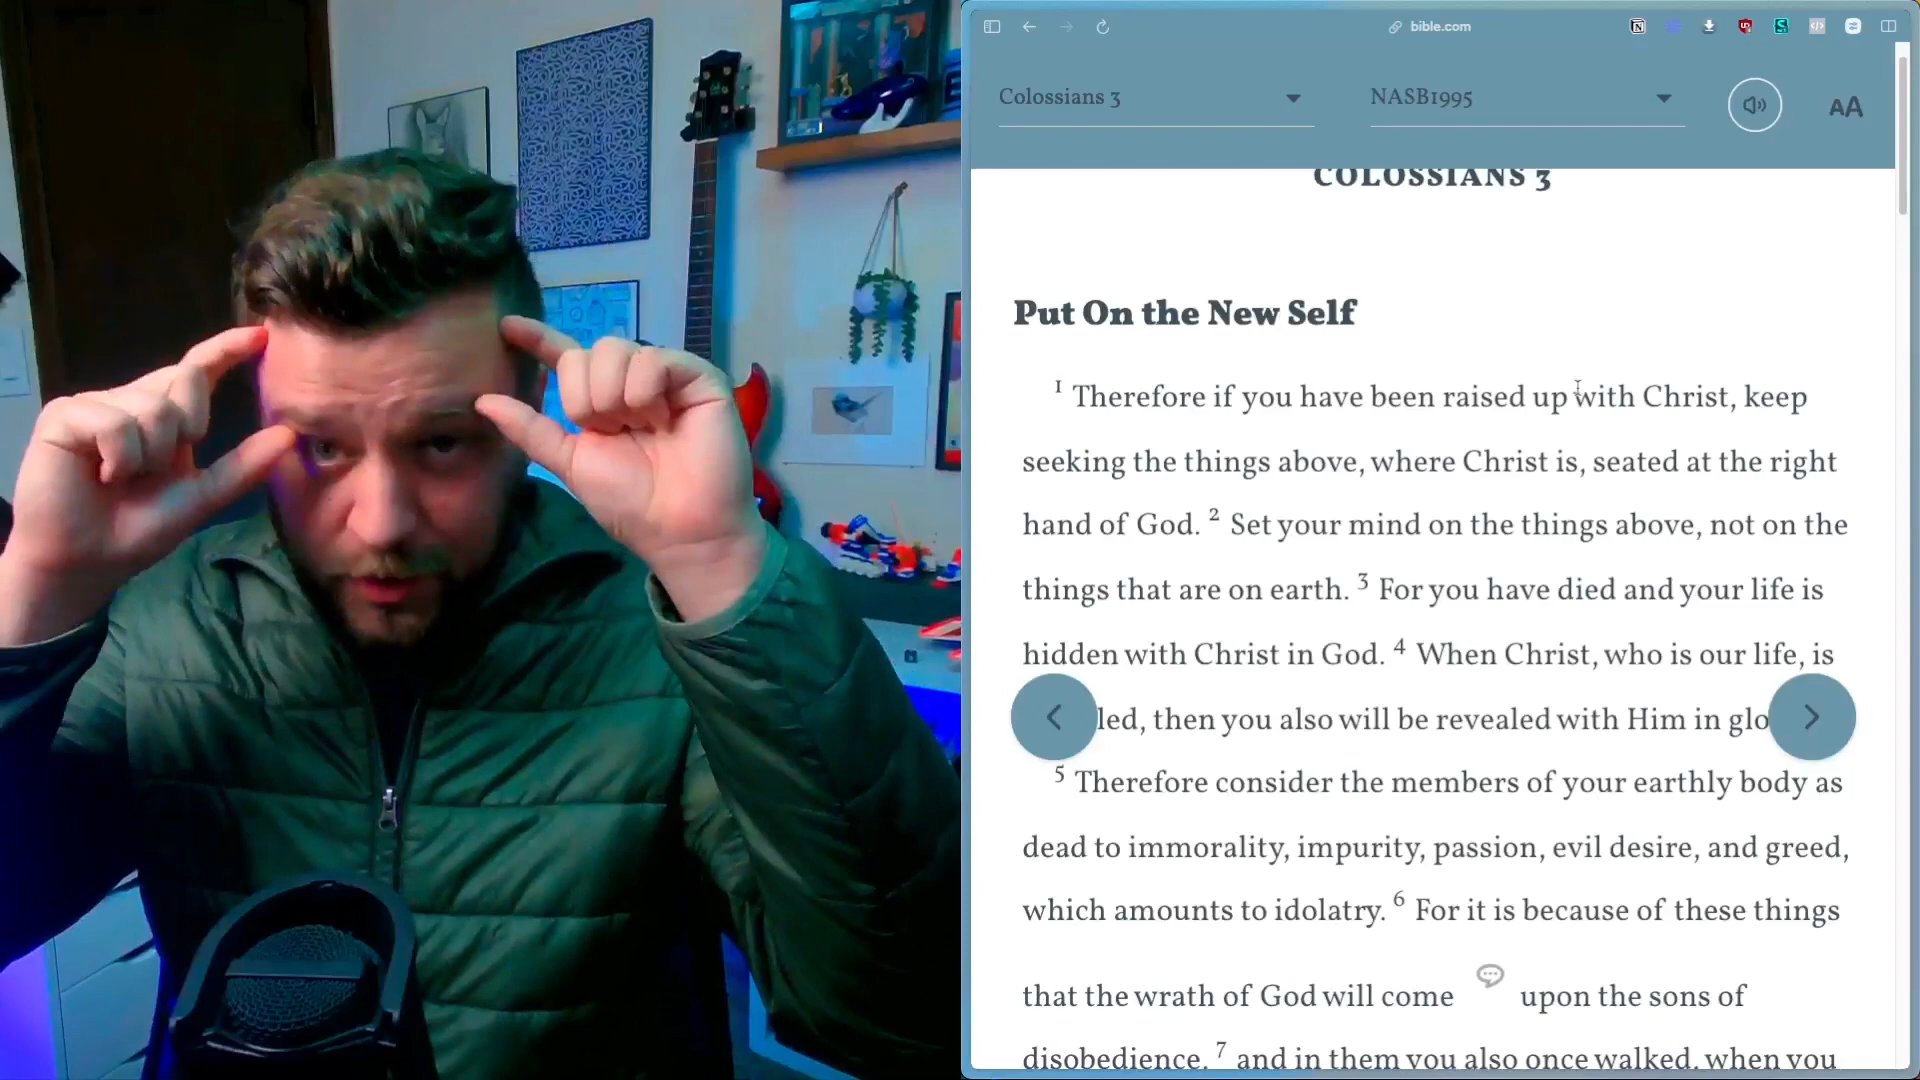 bible.com
Colossians 3
NASB1995
AA
COLOSSIANS 3
Put On the New Self
1 Therefore if you have been raised up with Christ, keep
seeking the things above, where Christ is, seated at the right
hand of God. 2 Set your mind on the things above, not on the
things that are on earth. 3 For you have died and your life is
hidden with Christ in God. 4 When Christ, who is our life, is
led, then you also will be revealed with Him in glo
5 Therefore consider the members of your earthly body as
dead to immorality, impurity, passion, evil desire, and greed,
which amounts to idolatry. 6 For it is because of these things
that the wrath of God will come upon the sons of
disobedience, 7 and in them you also once walked, when you